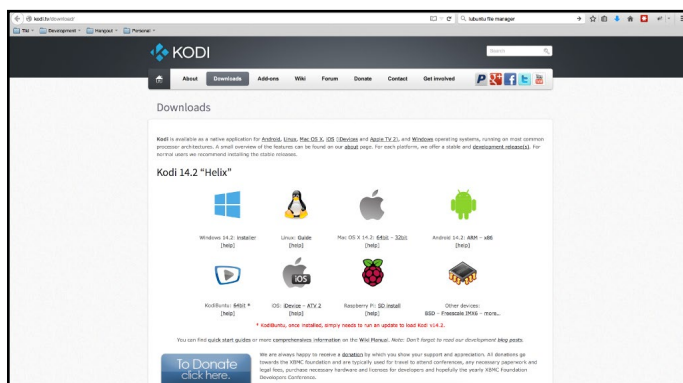 kodi.tv/download/
lubuntu file manager
Tiki
Development
Hangout
Personal
KODI
Search
About Downloads Add-ons Wiki Forum Donate Contact Get involved
Downloads
Kodi is available as a native application for Android, Linux, Mac OS X, iOS (iDevices and Apple TV 2), and Windows operating systems, running on most common
processor architectures. A small overview of the features can be found on our about page. For each platform, we offer a stable and development release(s). For
normal users we recommend installing the stable releases.
Kodi 14.2 “Helix”
Windows 14.2: Installer
[help]
Linux: Guide
[help]
Mac OS X 14.2: 64bit - 32bit
[help]
Android 14.2: ARM - x86
[help]
iOS
KodiBuntu: 64bit *
[help]
iOS: iDevice - ATV 2
[help]
Raspberry Pi: SD install
[help]
Other devices:
BSD - Freescale IMX6 - more...
* KodiBuntu, once installed, simply needs to run an update to load Kodi v14.2.
You can find quick start guides or more comprehensives information on the Wiki Manual. Note: Don't forget to read our development blog posts.
To Donate
click here.
We are always happy to receive a donation by which you show your support and appreciation. All donations go
towards the XBMC foundation and are typically used for travel to attend conferences, any necessary paperwork and
legal fees, purchase necessary hardware and licenses for developers and hopefully the yearly XBMC Foundation
Developers Conference.